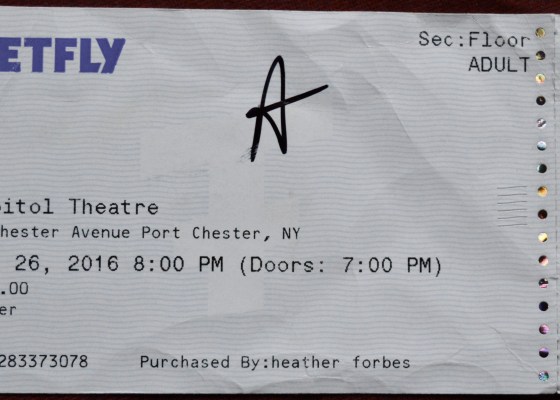 ETFLY
Sec:Floor
ADULT
A
itol Theatre
hester Avenue Port Chester, NY
26, 2016 8:00 PM (Doors: 7:00 PM)
.00
er
283373078 Purchased By:heather forbes